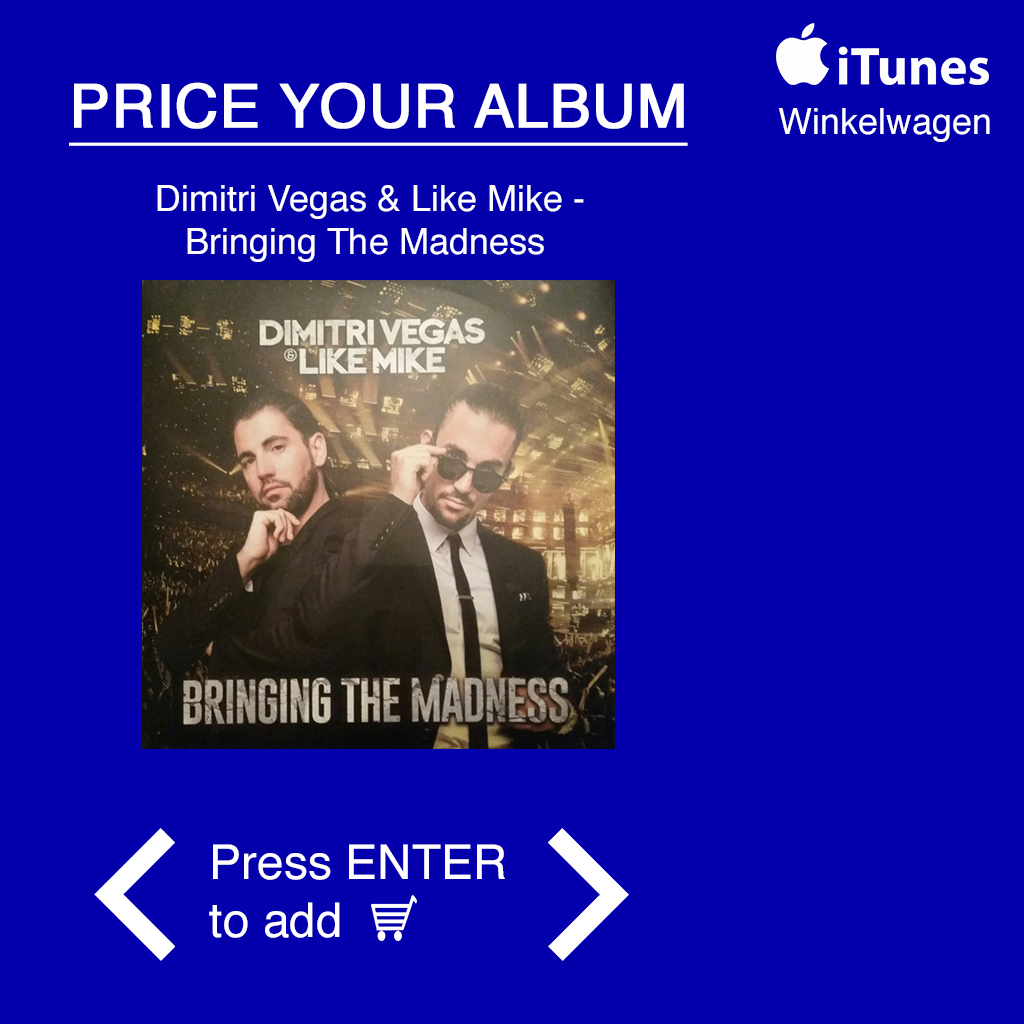 iTunes
Winkelwagen
PRICE YOUR ALBUM
Dimitri Vegas & Like Mike -
Bringing The Madness
DIMITRI VEGAS
& LIKE MIKE
BRINGING THE MADNESS
Press ENTER
to add